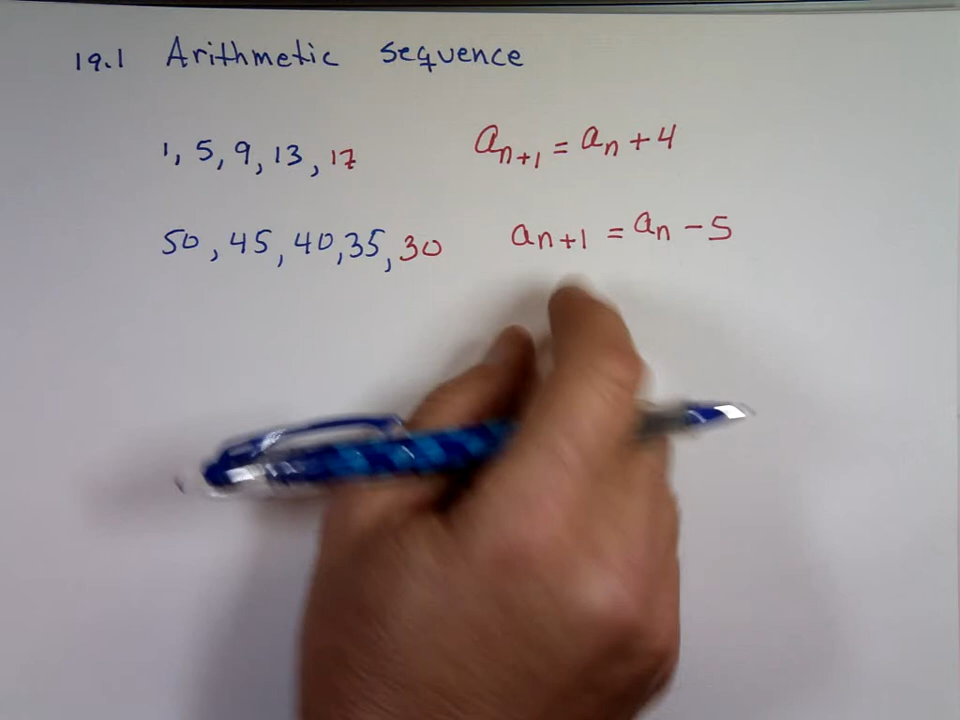 19.1 Arithmetic sequence
1, 5, 9, 13, 17 aₙ₊₁ = aₙ + 4
50, 45, 40, 35, 30 aₙ₊₁ = aₙ - 5